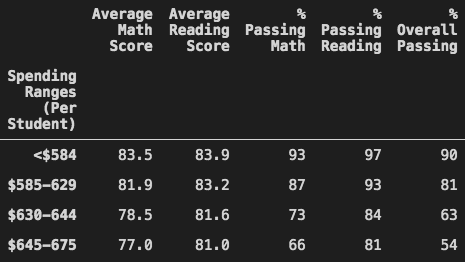 Average Average % % %
Math Reading Passing Passing Overall
Score Score Math Reading Passing
Spending
Ranges
(Per
Student)
<$584 83.5 83.9 93 97 90
$585-629 81.9 83.2 87 93 81
$630-644 78.5 81.6 73 84 63
$645-675 77.0 81.0 66 81 54